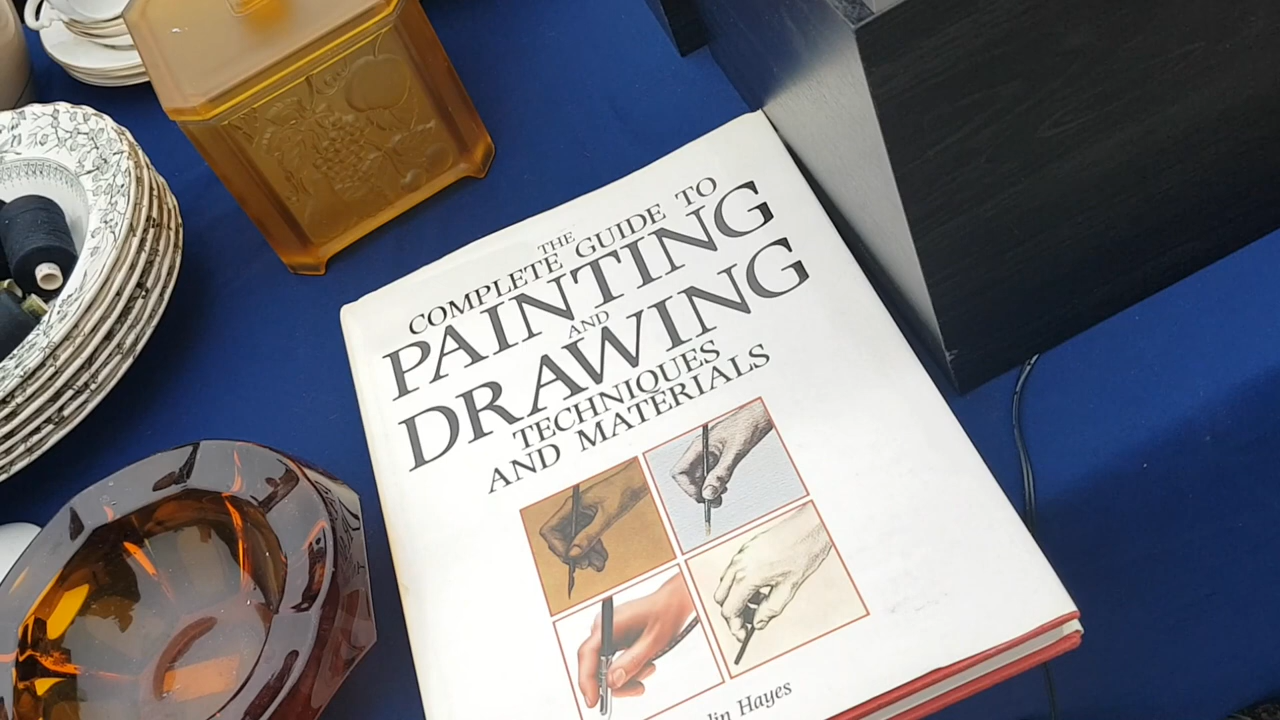 THE
COMPLETE GUIDE TO
PAINTING
AND
DRAWING
TECHNIQUES
AND MATERIALS
Hayes